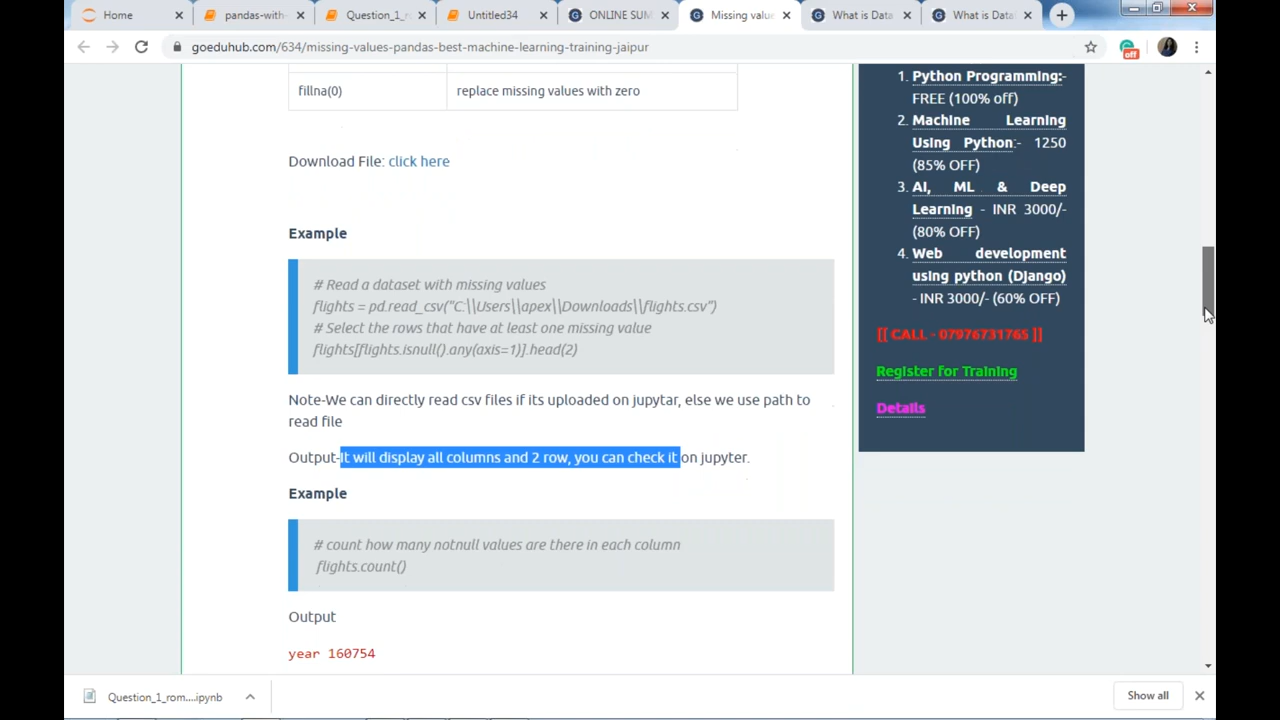 Home
pandas-with-
Question_1_r
Untitled34
ONLINE SUM
Missing value
What is Data
What is Data
goeduhub.com/634/missing-values-pandas-best-machine-learning-training-jaipur
off
fillna(0) replace missing values with zero
Download File: click here
Example
# Read a dataset with missing values
flights = pd.read_csv("C:\\Users\\apex\\Downloads\\flights.csv")
# Select the rows that have at least one missing value
flights[flights.isnull().any(axis=1)].head(2)
Note-We can directly read csv files if its uploaded on jupytar, else we use path to
read file
Output-It will display all columns and 2 row, you can check it on jupyter.
Example
# count how many notnull values are there in each column
flights.count()
Output
year 160754
1. Python Programming:-
FREE (100% off)
2. Machine Learning
Using Python:- 1250
(85% OFF)
3. AI, ML & Deep
Learning - INR 3000/-
(80% OFF)
4. Web development
using python (Django)
- INR 3000/- (60% OFF)
[[ CALL - 07976731765 ]]
Register for Training
Details
Question_1_rom....ipynb
Show all